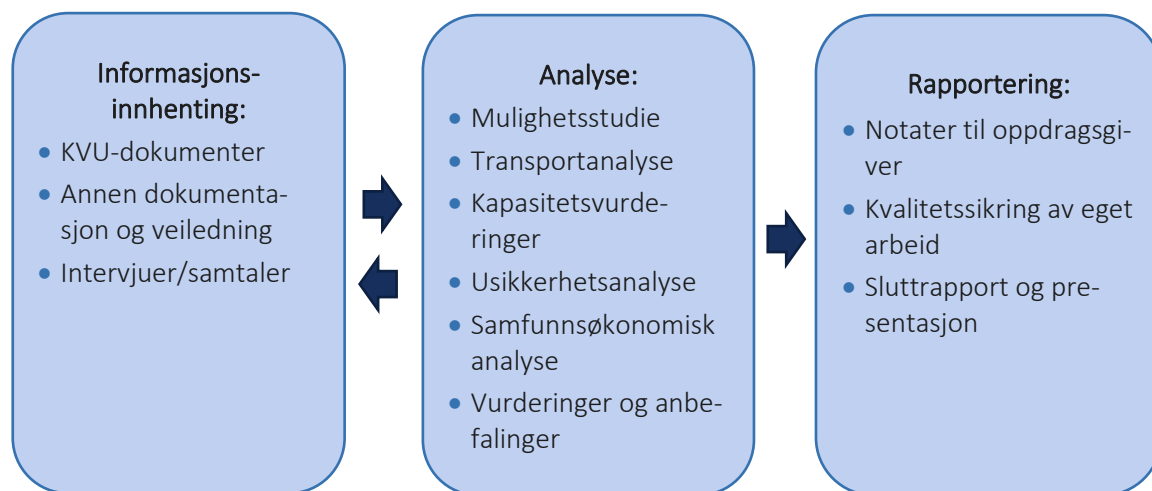 Informasjons-
innhenting:
• KVU-dokumenter
• Annen dokumenta-
sjon og veiledning
• Intervjuer/samtaler
Analyse:
• Mulighetsstudie
• Transportanalyse
• Kapasitetsvurde-
ringer
• Usikkerhetsanalyse
• Samfunnsøkonomisk
analyse
• Vurderinger og anbe-
falinger
Rapportering:
• Notater til oppdragsgi-
ver
• Kvalitetssikring av eget
arbeid
• Sluttrapport og pre-
sentasjon